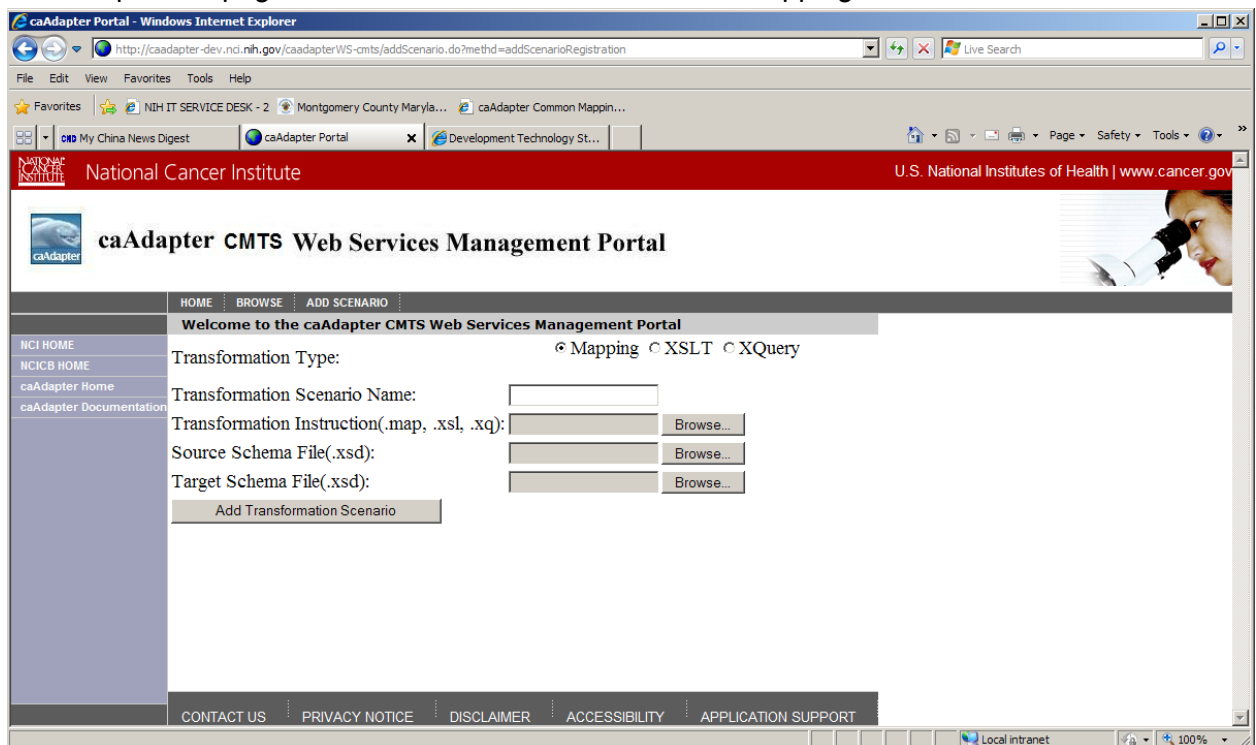 caAdapter Portal - Windows Internet Explorer
http://caadapter-dev.nci.nih.gov/caadapterWS-cmts/addScenario.do?methd=addScenarioRegistration
Live Search
File Edit View Favorites Tools Help
Favorites NIH IT SERVICE DESK - 2 Montgomery County Maryla... caAdapter Common Mappin...
CND My China News Digest caAdapter Portal x Development Technology St... Page Safety Tools »
NATIONAL CANCER INSTITUTE National Cancer Institute U.S. National Institutes of Health | www.cancer.gov
caAdapter
caAdapter CMTS Web Services Management Portal
HOME BROWSE ADD SCENARIO
Welcome to the caAdapter CMTS Web Services Management Portal
NCI HOME
NCICB HOME
caAdapter Home
caAdapter Documentation
Transformation Type: Mapping XSLT XQuery
Transformation Scenario Name:
Transformation Instruction(.map, .xsl, .xq): Browse...
Source Schema File(.xsd): Browse...
Target Schema File(.xsd): Browse...
Add Transformation Scenario
CONTACT US PRIVACY NOTICE DISCLAIMER ACCESSIBILITY APPLICATION SUPPORT
Local intranet 100%